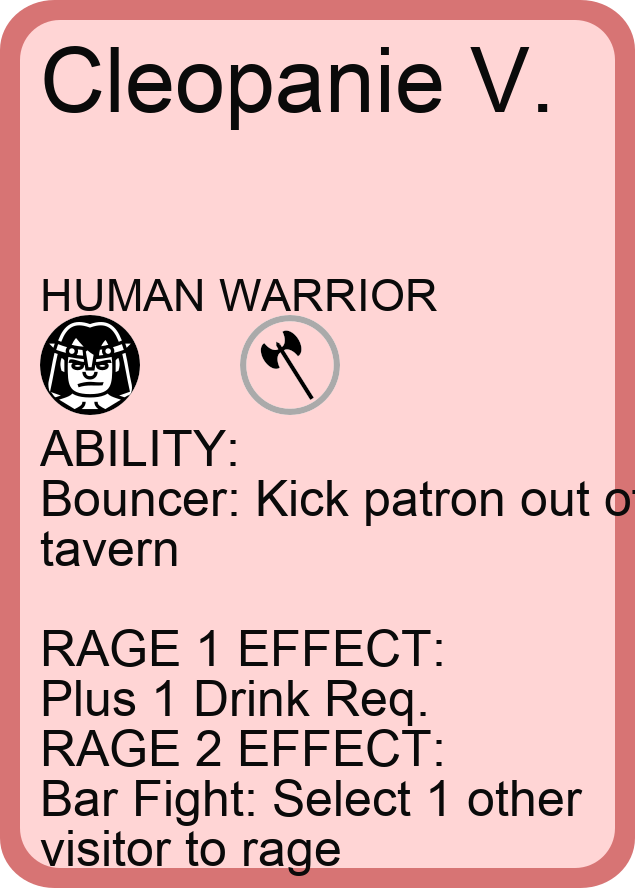 Cleopanie V.
HUMAN WARRIOR
ABILITY:
Bouncer: Kick patron out of
tavern
RAGE 1 EFFECT:
Plus 1 Drink Req.
RAGE 2 EFFECT:
Bar Fight: Select 1 other
visitor to rage